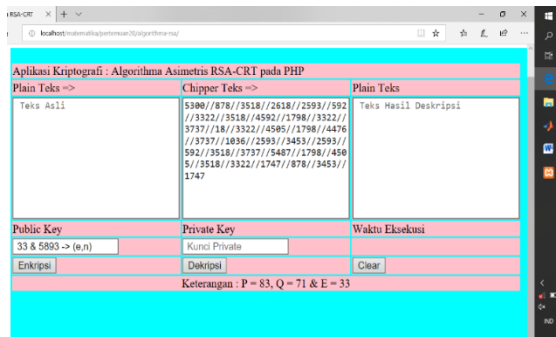 RSA-CRT
localhost/matematika/pertemuan20/algorithma-rsa/
Aplikasi Kriptografi : Algorithma Asimetris RSA-CRT pada PHP
Plain Teks => Chipper Teks => Plain Teks
Teks Asli
5300//878//3518//2618//2593//592
//3322//3518//4592//1798//3322//
3737//18//3322//4505//1798//4476
//3737//1036//2593//3453//2593//
592//3518//3737//5487//1798//450
5//3518//3322//1747//878//3453//
1747
Teks Hasil Deskripsi
Public Key Private Key Waktu Eksekusi
33 & 5893 -> (e,n) Kunci Private
Enkripsi Dekripsi Clear
Keterangan : P = 83, Q = 71 & E = 33
IND